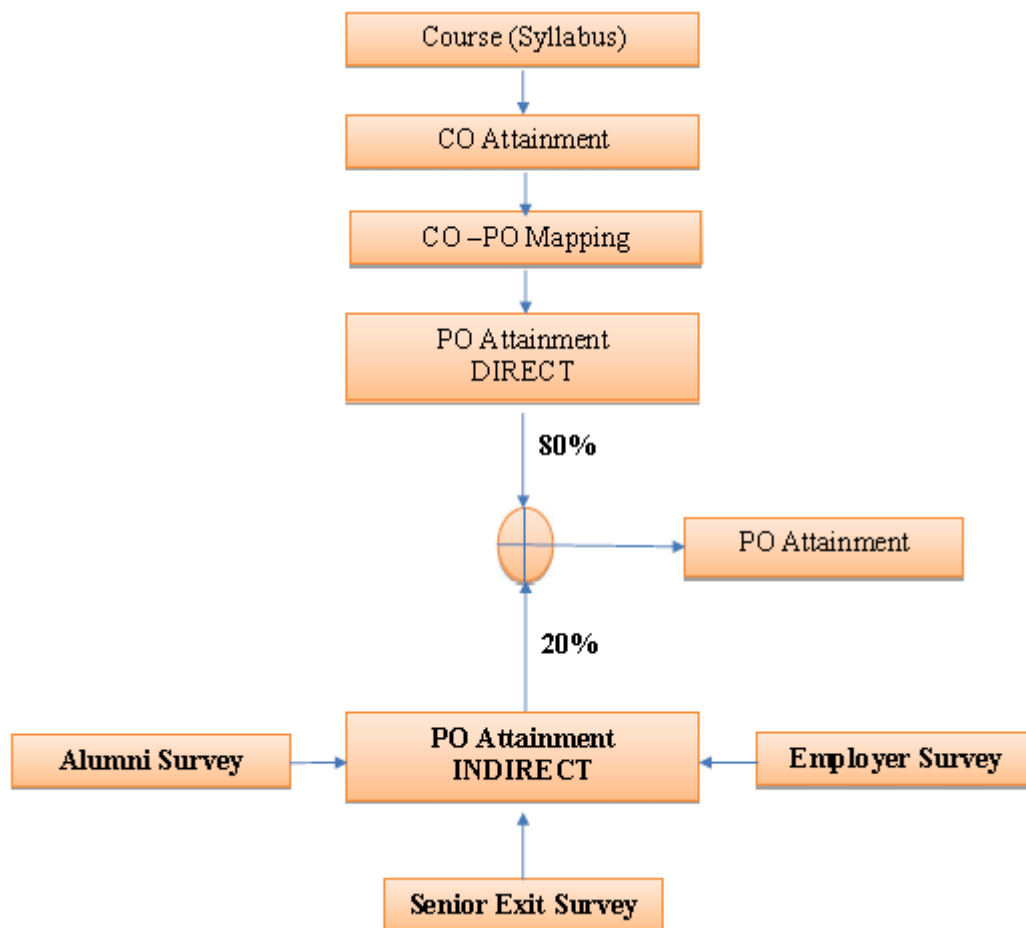 Course (Syllabus)
CO Attainment
CO –PO Mapping
PO Attainment
DIRECT
80%
PO Attainment
20%
PO Attainment
INDIRECT
Alumni Survey
Employer Survey
Senior Exit Survey